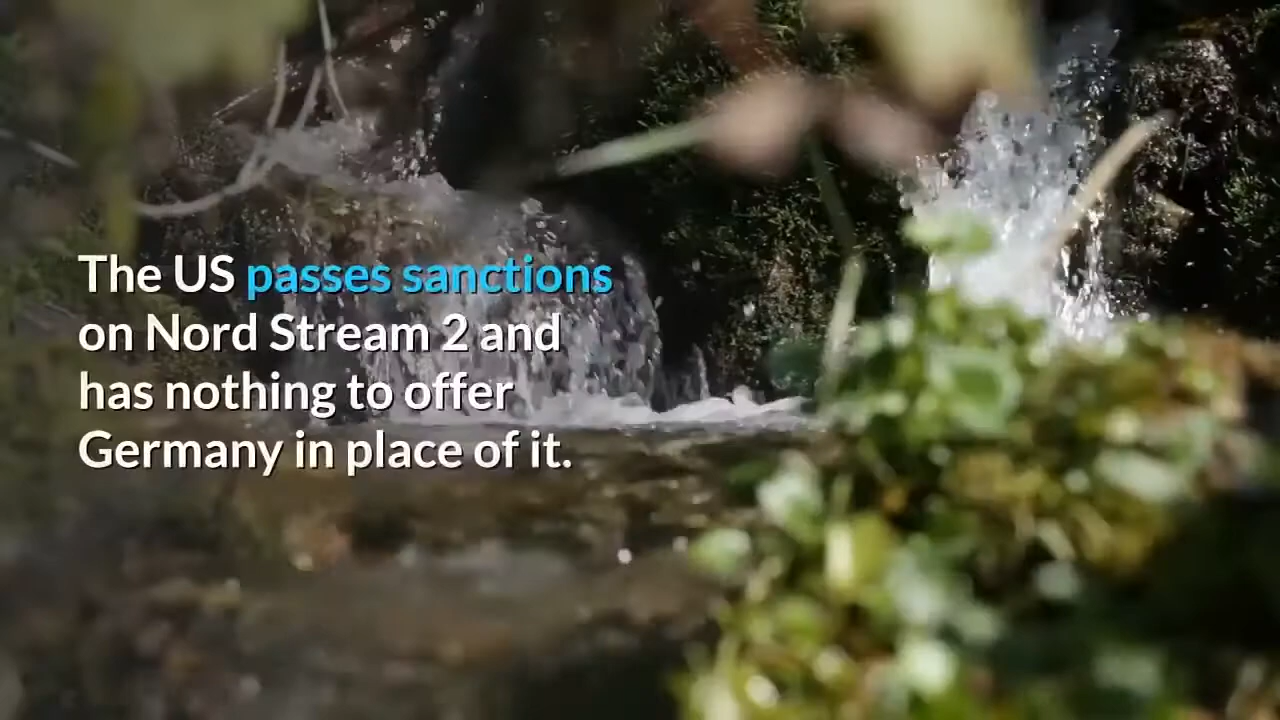 The US passes sanctions
on Nord Stream 2 and
has nothing to offer
Germany in place of it.